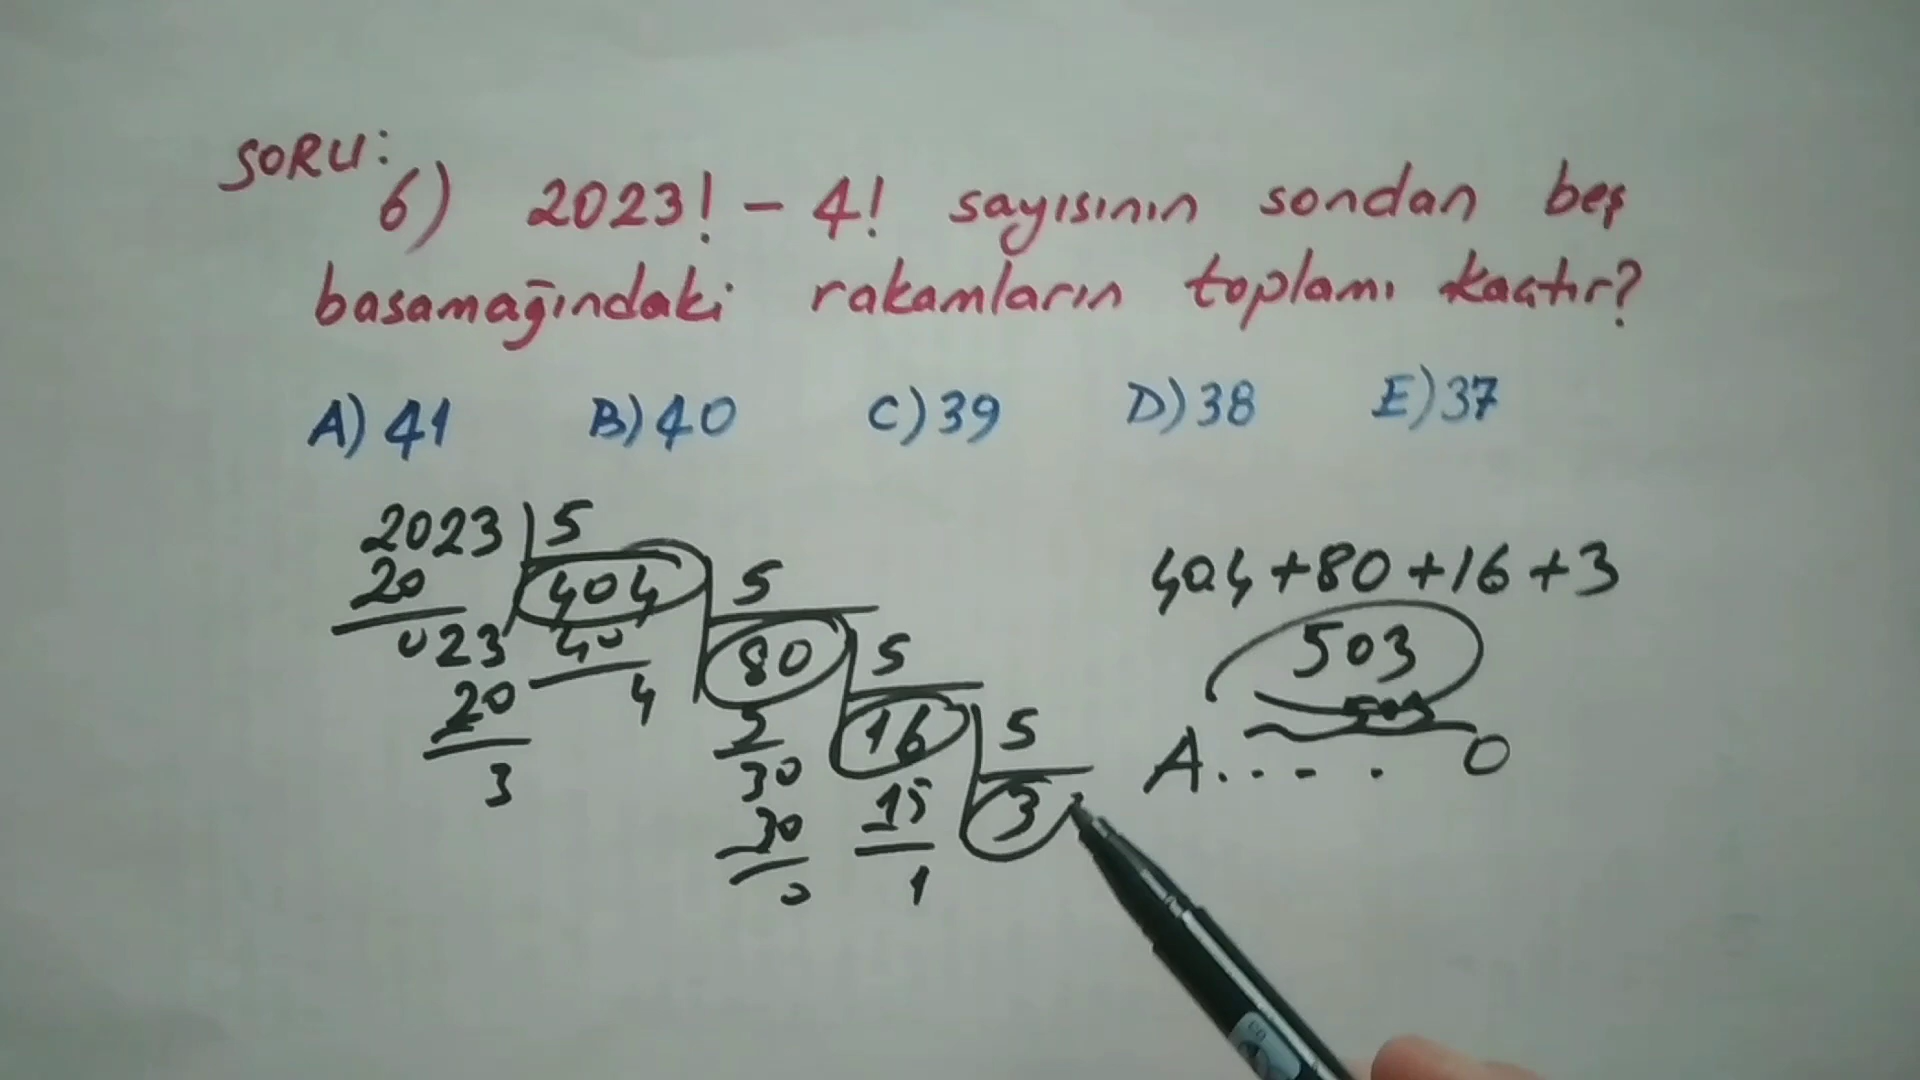 SORU:
6) 2023! - 4! sayısının sondan beş
basamağındaki rakamların toplamı kaçtır?
A) 41 B) 40 C) 39 D) 38 E) 37
2023 5
20 404 5
023 40 80 5
20 4 5 16 5
3 30 15 3
30 1
0
404 + 80 + 16 + 3
503
503
A. . - - . 0